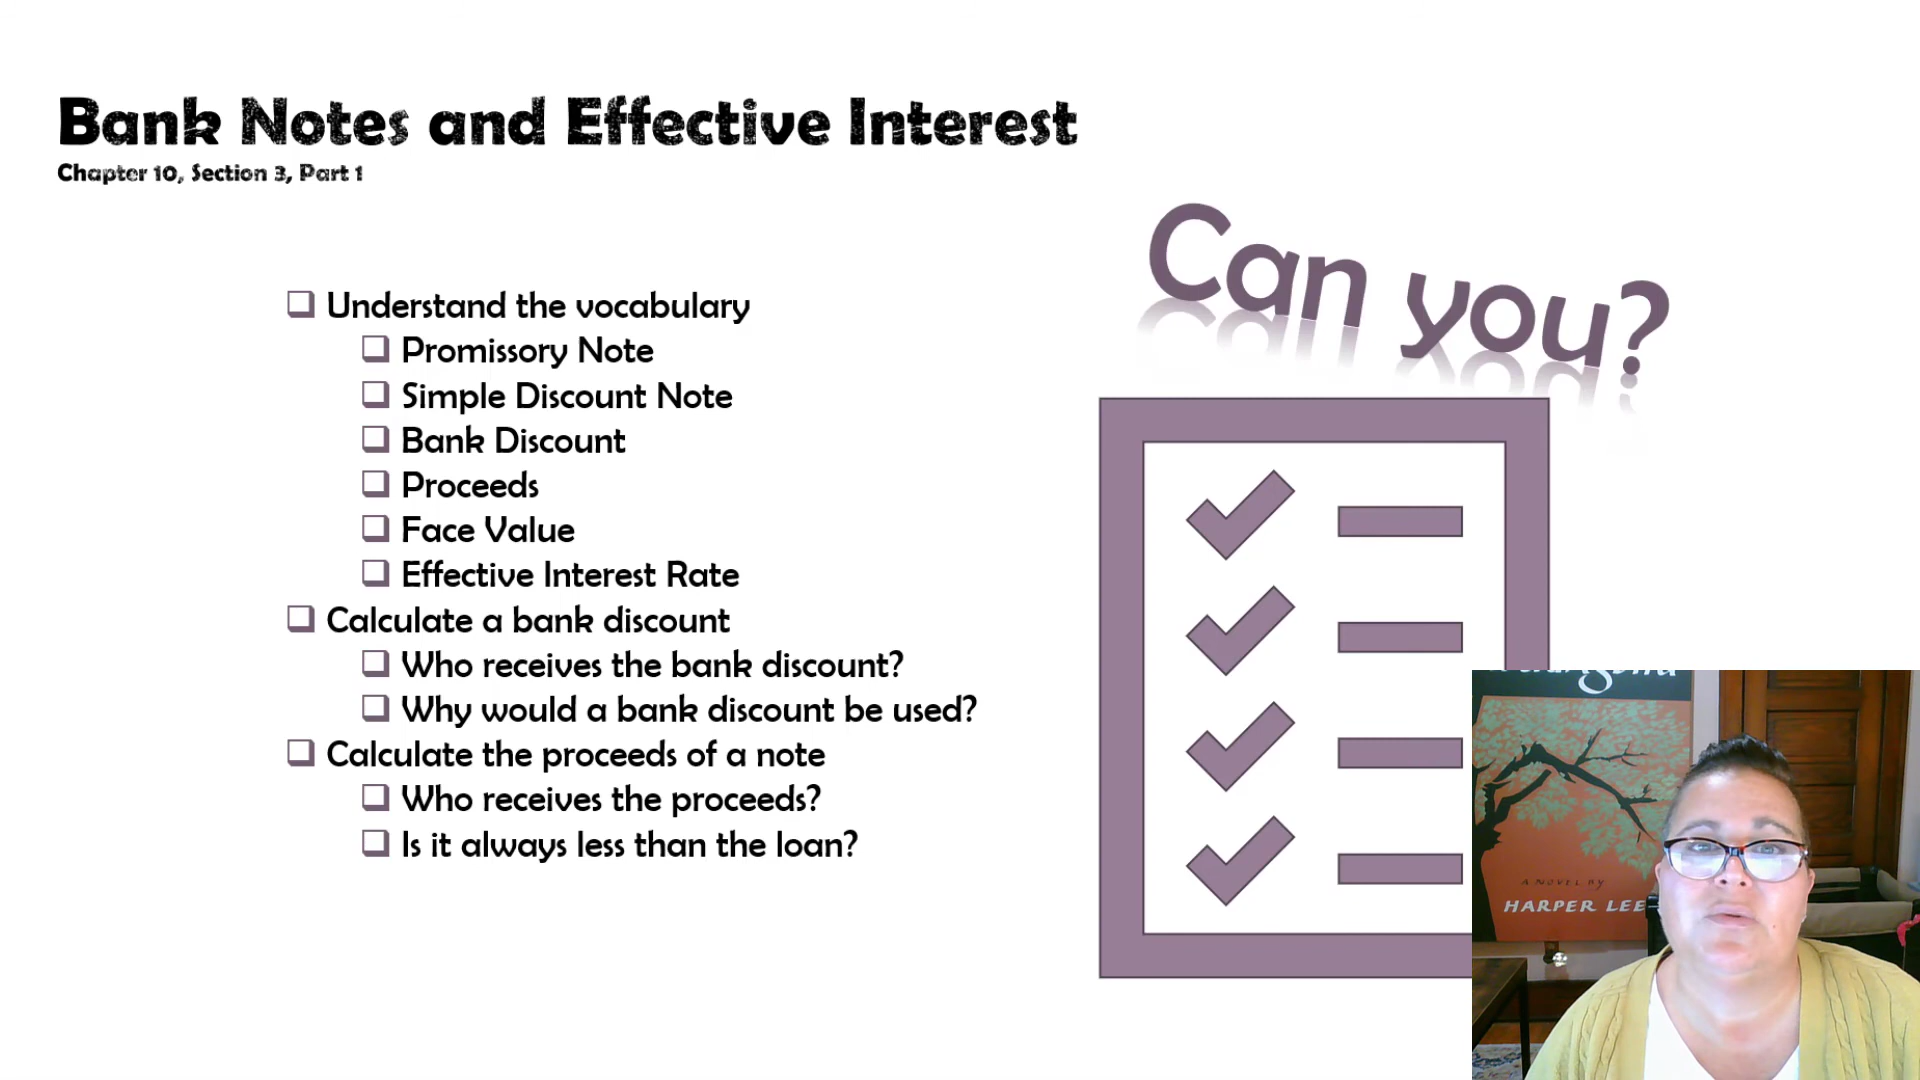 Bank Notes and Effective Interest
Chapter 10, Section 3, Part 1
Can you?
Understand the vocabulary
Promissory Note
Simple Discount Note
Bank Discount
Proceeds
Face Value
Effective Interest Rate
Calculate a bank discount
Who receives the bank discount?
Why would a bank discount be used?
Calculate the proceeds of a note
Who receives the proceeds?
Is it always less than the loan?
A NOVEL BY
HARPER LEE